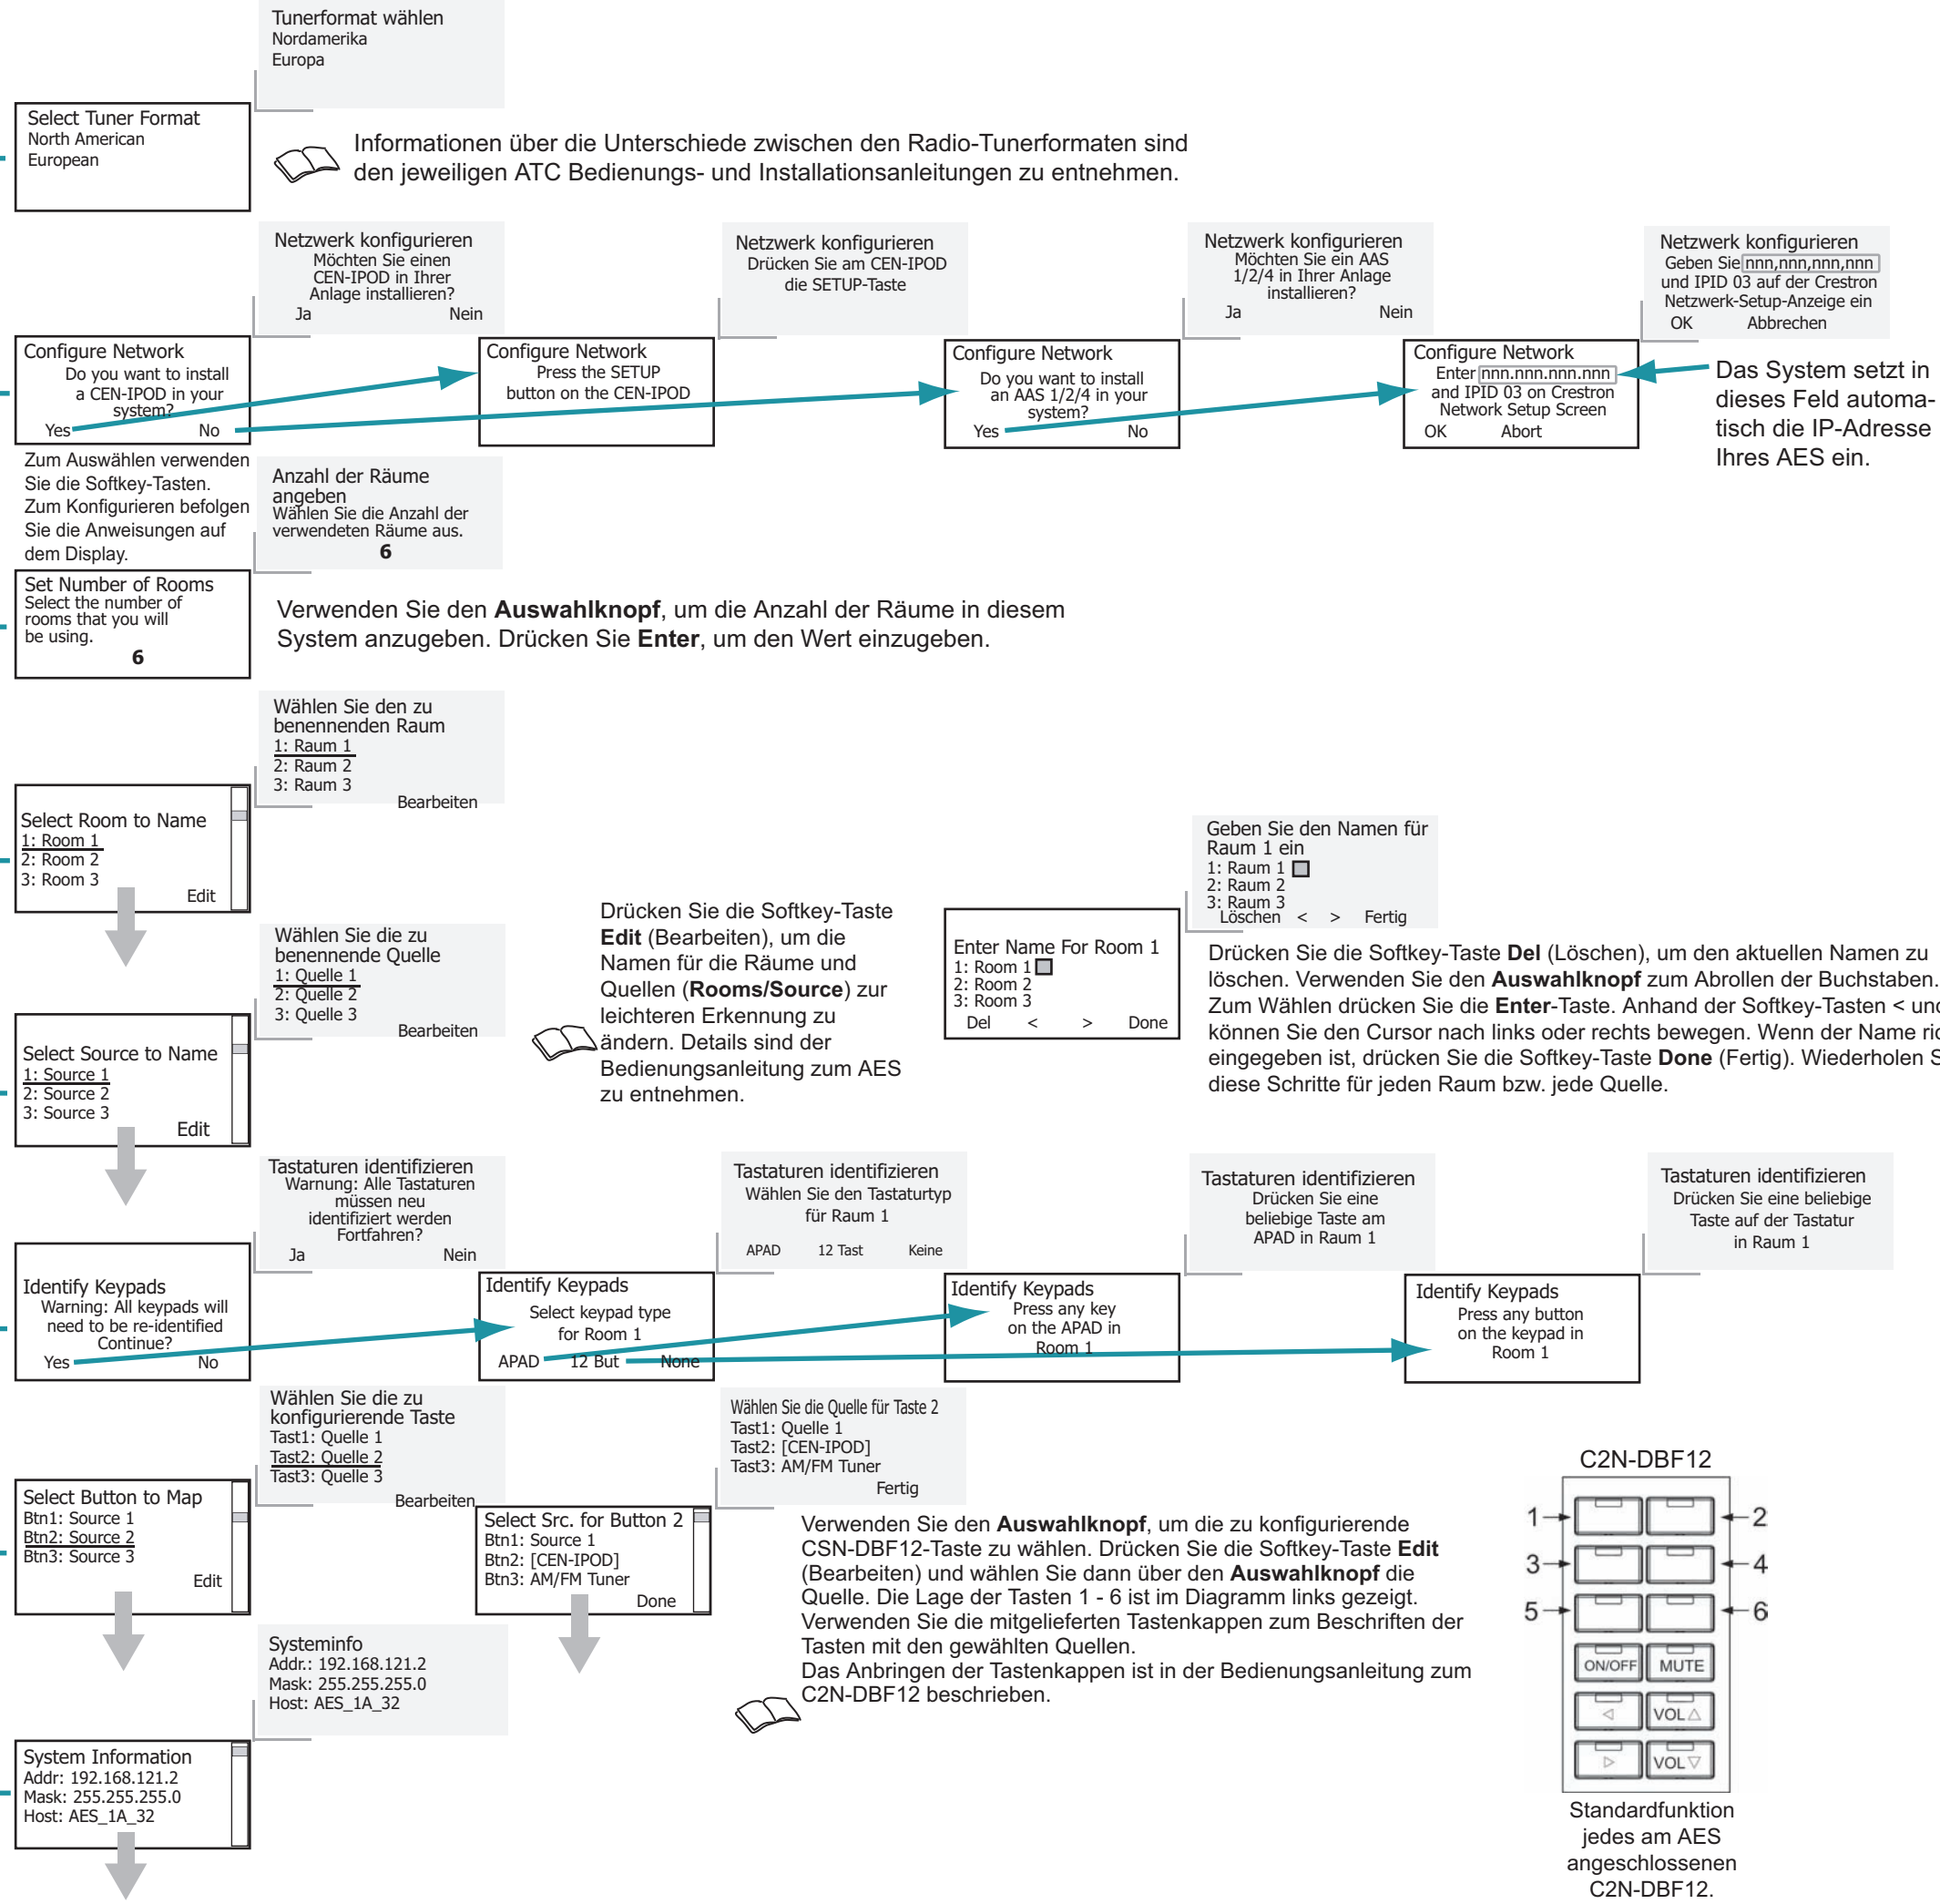 Tunerformat wählen
Nordamerika
Europa
Select Tuner Format
North American
European
Informationen über die Unterschiede zwischen den Radio-Tunerformaten sind
den jeweiligen ATC Bedienungs- und Installationsanleitungen zu entnehmen.
Netzwerk konfigurieren
Möchten Sie einen
CEN-IPOD in Ihrer
Anlage installieren?
Ja Nein
Netzwerk konfigurieren
Drücken Sie am CEN-IPOD
die SETUP-Taste
Netzwerk konfigurieren
Möchten Sie ein AAS
1/2/4 in Ihrer Anlage
installieren?
Ja Nein
Netzwerk konfigurieren
Geben Sie nnn,nnn,nnn,nnn
und IPID 03 auf der Crestron
Netzwerk-Setup-Anzeige ein
OK Abbrechen
Configure Network
Do you want to install
a CEN-IPOD in your
system?
Yes No
Configure Network
Press the SETUP
button on the CEN-IPOD
Configure Network
Do you want to install
an AAS 1/2/4 in your
system?
Yes No
Configure Network
Enter nnn.nnn.nnn.nnn
and IPID 03 on Crestron
Network Setup Screen
OK Abort
Das System setzt in
dieses Feld automa-
tisch die IP-Adresse
Ihres AES ein.
Zum Auswählen verwenden
Sie die Softkey-Tasten.
Zum Konfigurieren befolgen
Sie die Anweisungen auf
dem Display.
Anzahl der Räume
angeben
Wählen Sie die Anzahl der
verwendeten Räume aus.
6
Set Number of Rooms
Select the number of
rooms that you will
be using.
6
Verwenden Sie den Auswahlknopf, um die Anzahl der Räume in diesem
System anzugeben. Drücken Sie Enter, um den Wert einzugeben.
Wählen Sie den zu
benennenden Raum
1: Raum 1
2: Raum 2
3: Raum 3
Bearbeiten
Select Room to Name
1: Room 1
2: Room 2
3: Room 3
Edit
Wählen Sie die zu
benennende Quelle
1: Quelle 1
2: Quelle 2
3: Quelle 3
Bearbeiten
Select Source to Name
1: Source 1
2: Source 2
3: Source 3
Edit
Drücken Sie die Softkey-Taste
Edit (Bearbeiten), um die
Namen für die Räume und
Quellen (Rooms/Source) zur
leichteren Erkennung zu
ändern. Details sind der
Bedienungsanleitung zum AES
zu entnehmen.
Geben Sie den Namen für
Raum 1 ein
1: Raum 1
2: Raum 2
3: Raum 3
Löschen < > Fertig
Enter Name For Room 1
1: Room 1
2: Room 2
3: Room 3
Del < > Done
Drücken Sie die Softkey-Taste Del (Löschen), um den aktuellen Namen zu
löschen. Verwenden Sie den Auswahlknopf zum Abrollen der Buchstaben.
Zum Wählen drücken Sie die Enter-Taste. Anhand der Softkey-Tasten < und
können Sie den Cursor nach links oder rechts bewegen. Wenn der Name
eingegeben ist, drücken Sie die Softkey-Taste Done (Fertig). Wiederholen
diese Schritte für jeden Raum bzw. jede Quelle.
Tastaturen identifizieren
Warnung: Alle Tastaturen
müssen neu
identifiziert werden
Fortfahren?
Ja Nein
Tastaturen identifizieren
Wählen Sie den Tastaturtyp
für Raum 1
APAD 12 Tast Keine
Tastaturen identifizieren
Drücken Sie eine
beliebige Taste am
APAD in Raum 1
Tastaturen identifizieren
Drücken Sie eine beliebige
Taste auf der Tastatur
in Raum 1
Identify Keypads
Warning: All keypads will
need to be re-identified
Continue?
Yes No
Identify Keypads
Select keypad type
for Room 1
APAD 12 But None
Identify Keypads
Press any key
on the APAD in
Room 1
Identify Keypads
Press any button
on the keypad in
Room 1
Wählen Sie die zu
konfigurierende Taste
Tast1: Quelle 1
Tast2: Quelle 2
Tast3: Quelle 3
Bearbeiten
Wählen Sie die Quelle für Taste 2
Tast1: Quelle 1
Tast2: [CEN-IPOD]
Tast3: AM/FM Tuner
Fertig
Select Button to Map
Btn1: Source 1
Btn2: Source 2
Btn3: Source 3
Edit
Select Src. for Button 2
Btn1: Source 1
Btn2: [CEN-IPOD]
Btn3: AM/FM Tuner
Done
Verwenden Sie den Auswahlknopf, um die zu konfigurierende
CSN-DBF12-Taste zu wählen. Drücken Sie die Softkey-Taste Edit
(Bearbeiten) und wählen Sie dann über den Auswahlknopf die
Quelle. Die Lage der Tasten 1 - 6 ist im Diagramm links gezeigt.
Verwenden Sie die mitgelieferten Tastenkappen zum Beschriften der
Tasten mit den gewählten Quellen.
Das Anbringen der Tastenkappen ist in der Bedienungsanleitung zum
C2N-DBF12 beschrieben.
C2N-DBF12
1 2
3 4
5 6
ON/OFF MUTE
◁ VOL △
▷ VOL ▽
Standardfunktion
jedes am AES
angeschlossenen
C2N-DBF12.
Systeminfo
Addr.: 192.168.121.2
Mask: 255.255.255.0
Host: AES_1A_32
System Information
Addr: 192.168.121.2
Mask: 255.255.255.0
Host: AES_1A_32